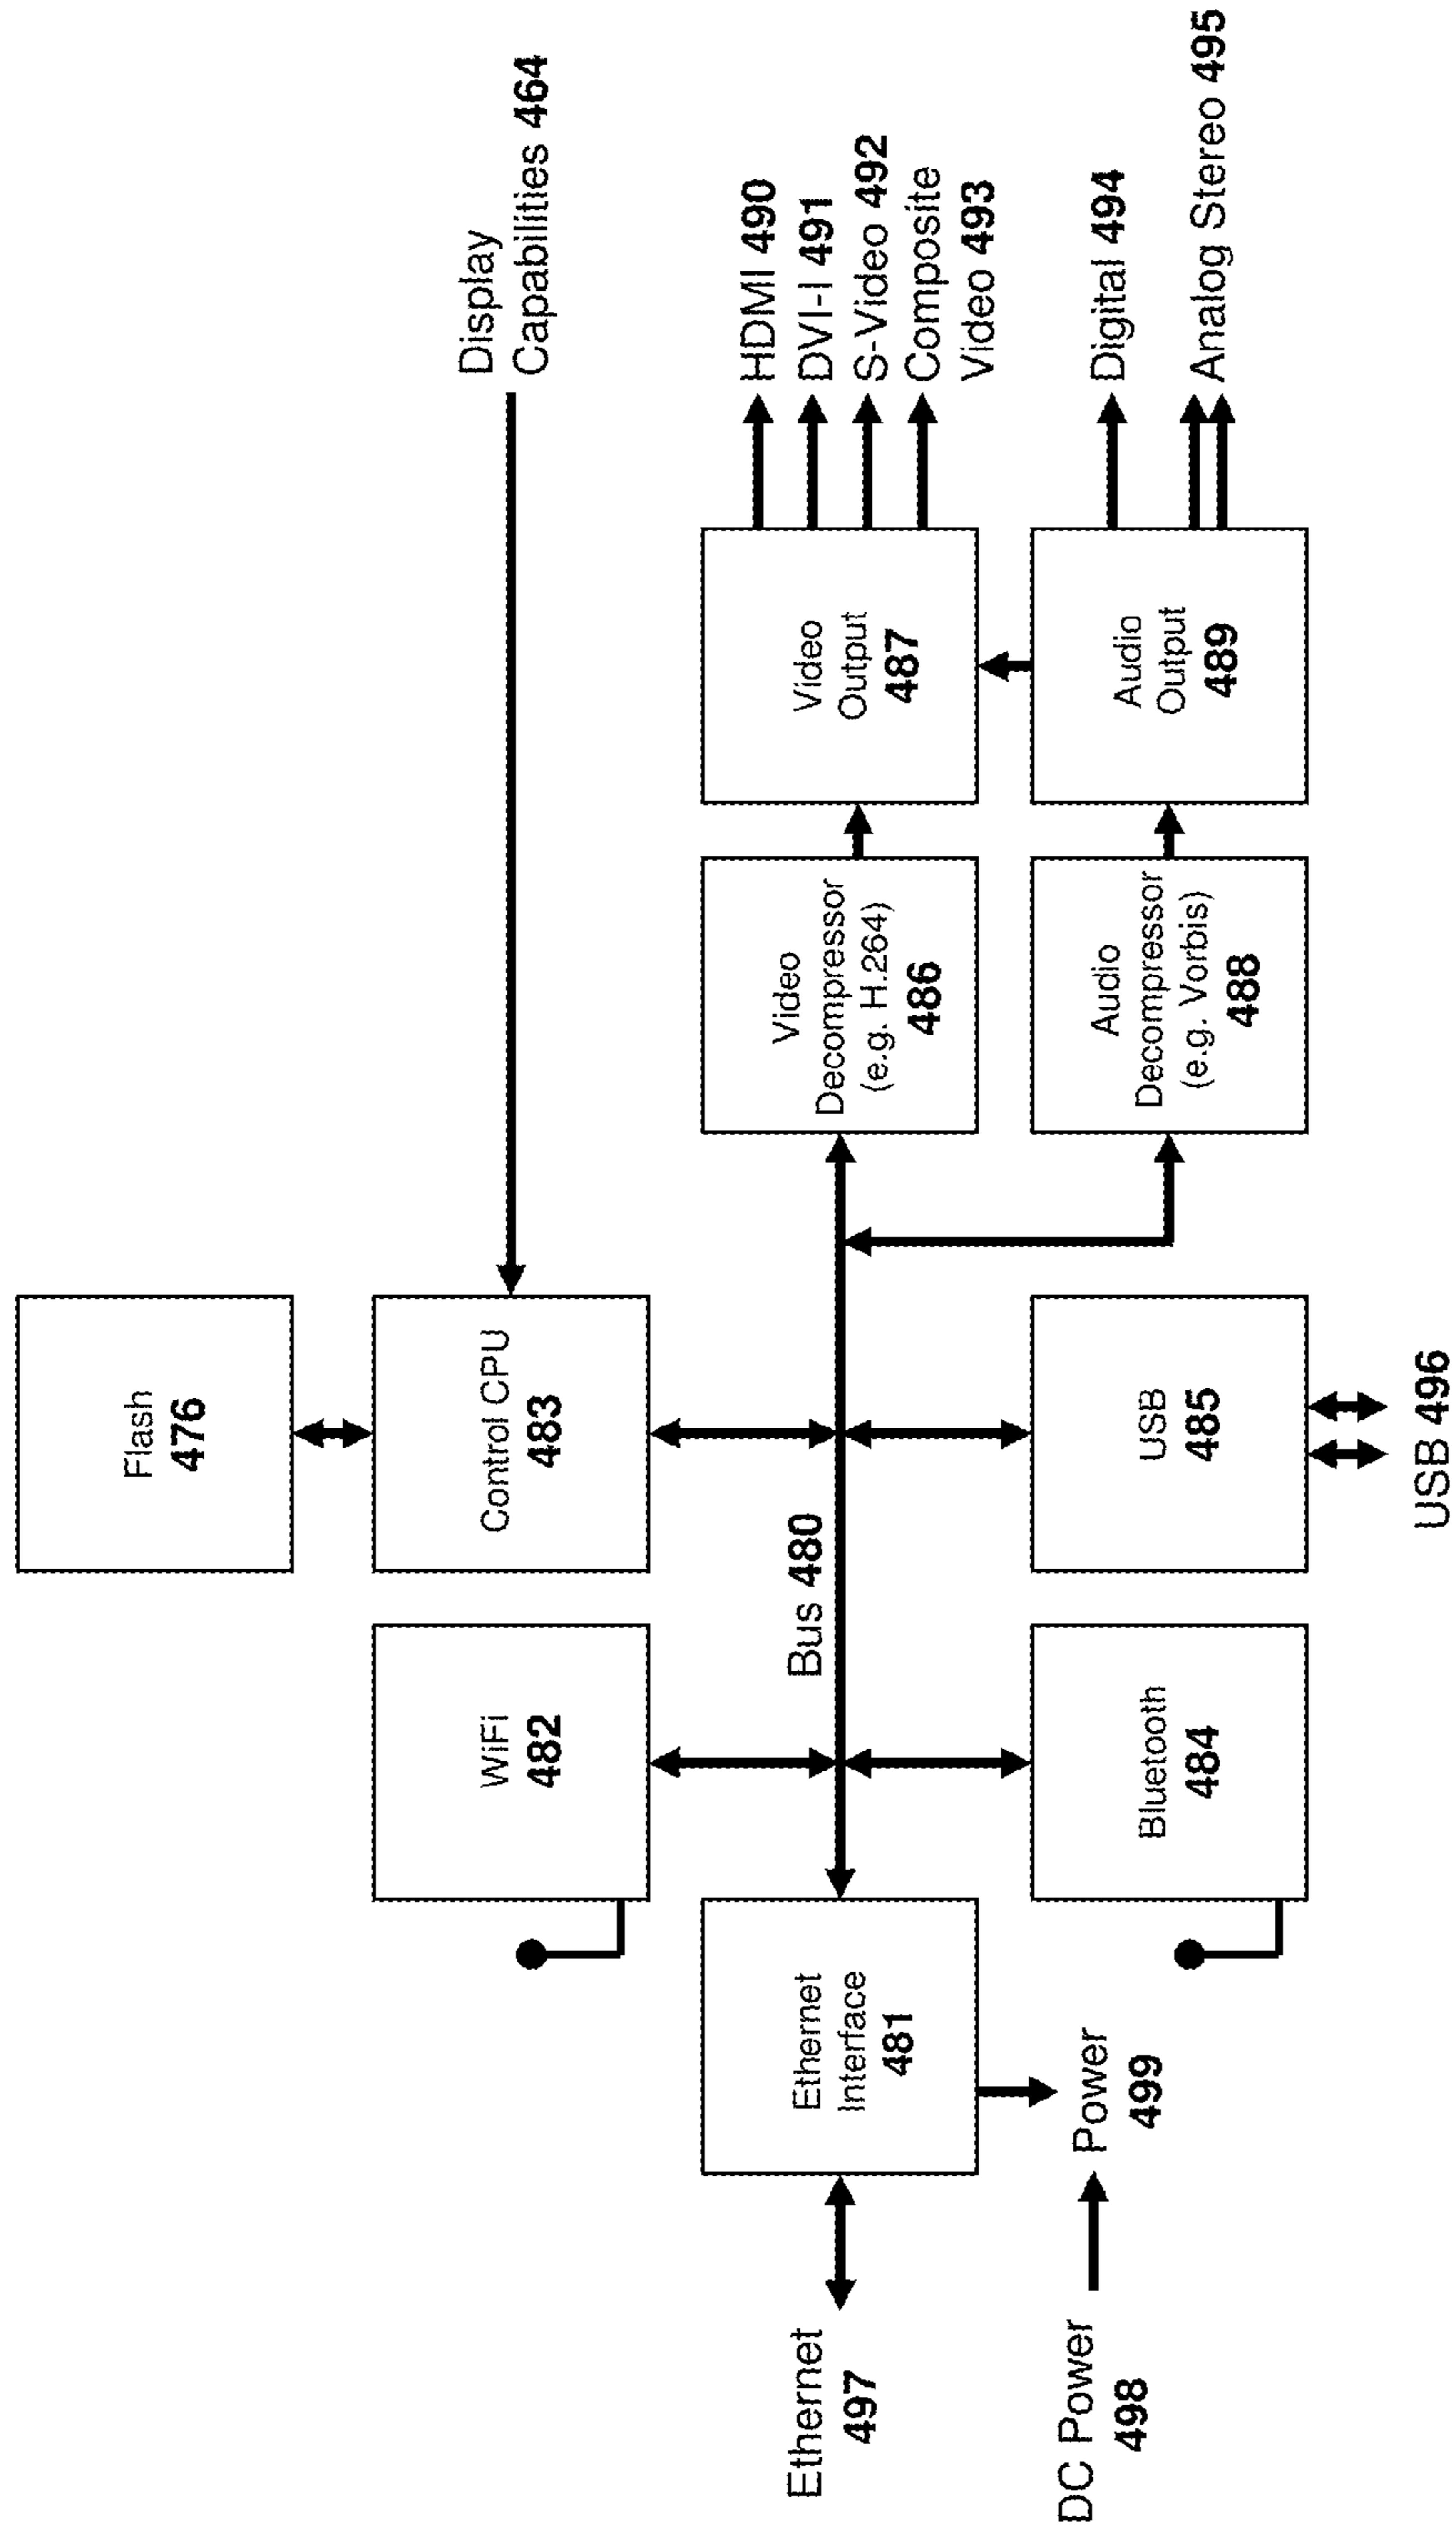 Flash
476
Display
Capabilities 464
WiFi
482
Control CPU
483
HDMI 490
DVI-I 491
S-Video 492
Composite
Video 493
Bus 480
Ethernet
497
Ethernet
Interface
481
Video
Decompressor
(e.g. H.264)
486
Video
Output
487
DC Power
498
Power
499
Bluetooth
484
USB
485
Audio
Decompressor
(e.g. Vorbis)
488
Audio
Output
489
Digital 494
Analog Stereo 495
USB 496